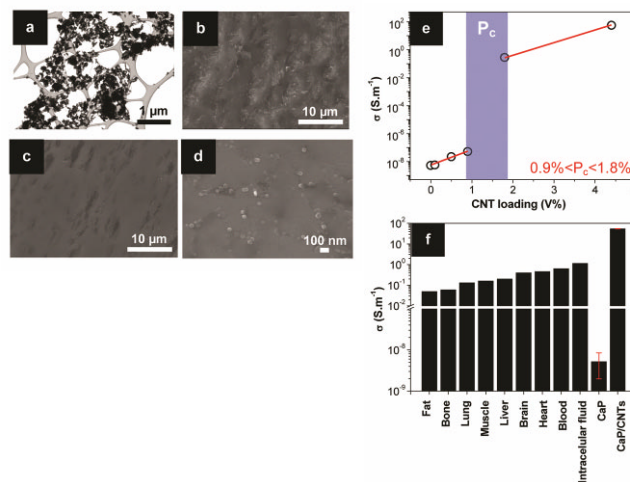 a
1 µm
b
10 µm
c
10 µm
d
100 nm
e
Pc
σ (S.m⁻¹)
10²
10⁰
10⁻²
10⁻⁴
10⁻⁶
10⁻⁸
0.9%<Pc<1.8%
0 1 2 3 4
CNT loading (V%)
f
σ (S.m⁻¹)
10²
10¹
10⁰
10⁻¹
10⁻²
10⁻⁸
10⁻⁹
Fat
Bone
Lung
Muscle
Liver
Brain
Heart
Blood
Intracelular fluid
CaP
CaP/CNTs